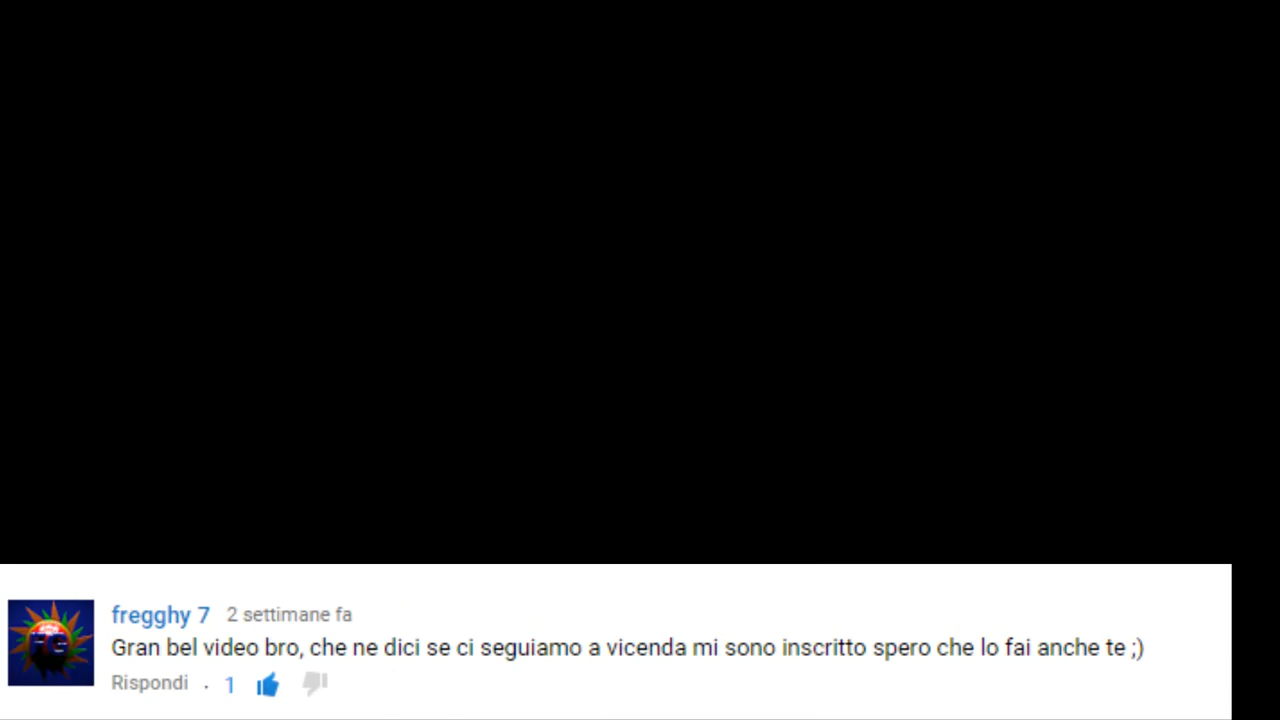 fregghy 7 2 settimane fa
Gran bel video bro, che ne dici se ci seguiamo a vicenda mi sono inscritto spero che lo fai anche te ;)
Rispondi . 1